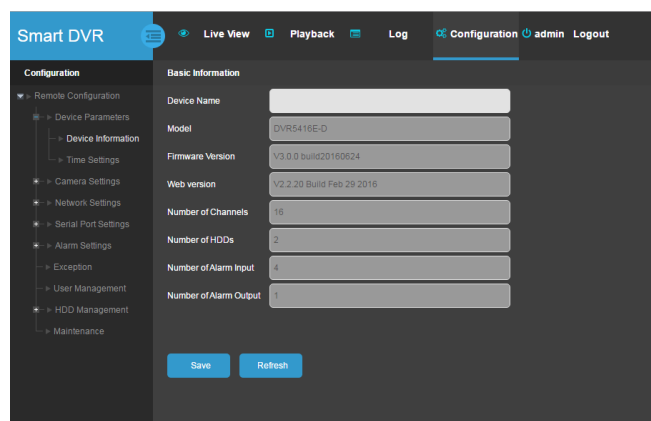 Smart DVR
Live View Playback Log Configuration admin Logout
Configuration
Remote Configuration
Device Parameters
Device Information
Time Settings
Camera Settings
Network Settings
Serial Port Settings
Alarm Settings
Exception
User Management
HDD Management
Maintenance
Basic Information
Device Name
Model DVR5416E-D
Firmware Version V3.0.0 build20160624
Web version V2.2.20 Build Feb 29 2016
Number of Channels 16
Number of HDDs 2
Number of Alarm Input 4
Number of Alarm Output 1
Save Refresh